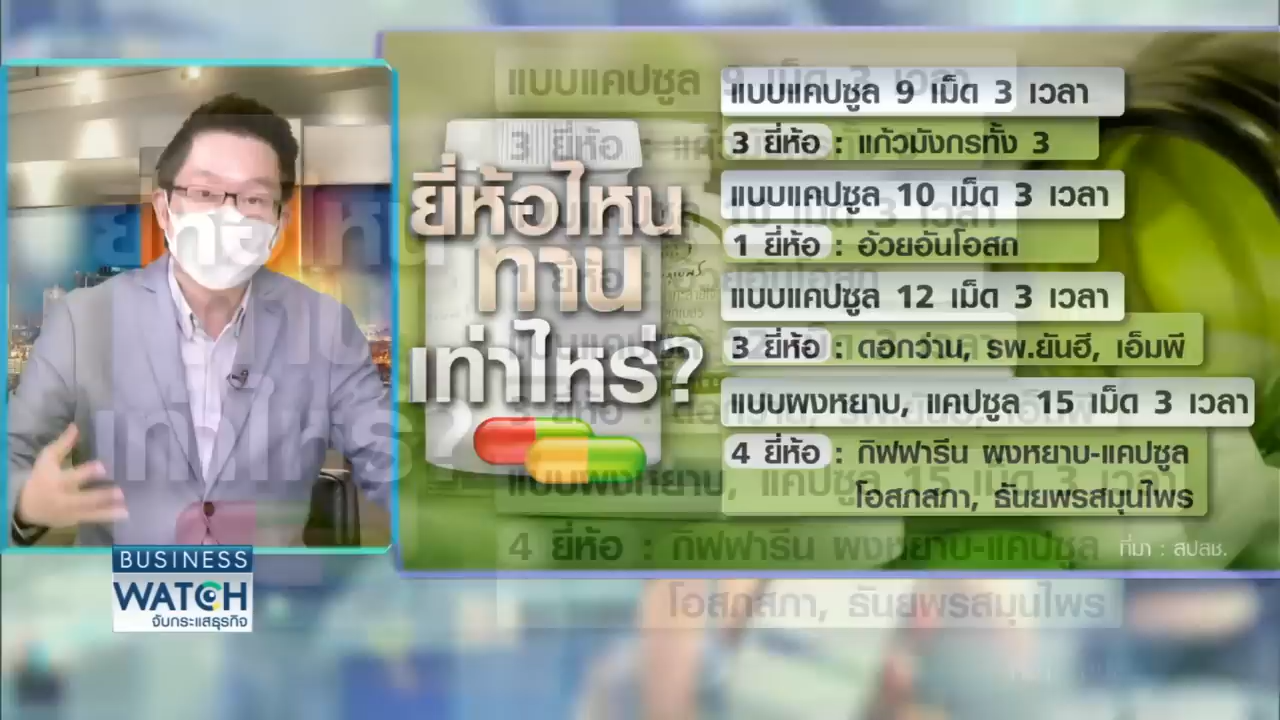 ยี่ห้อไหน
ทาน
เท่าไหร่?
แบบแคปซูล 9 เม็ด 3 เวลา
3 ยี่ห้อ : แก้วมังกรทั้ง 3
แบบแคปซูล 10 เม็ด 3 เวลา
1 ยี่ห้อ : อ้วยอันโอสถ
แบบแคปซูล 12 เม็ด 3 เวลา
3 ยี่ห้อ : ดอกว่าน, รพ.ยันฮี, เอ็มพี
แบบผงหยาบ, แคปซูล 15 เม็ด 3 เวลา
4 ยี่ห้อ : กิฟฟารีน ผงหยาบ-แคปซูล
โอสภสภา, ธันยพรสมุนไพร
ที่มา : สปสช.
BUSINESS
WATCH
จับกระแสธุรกิจ